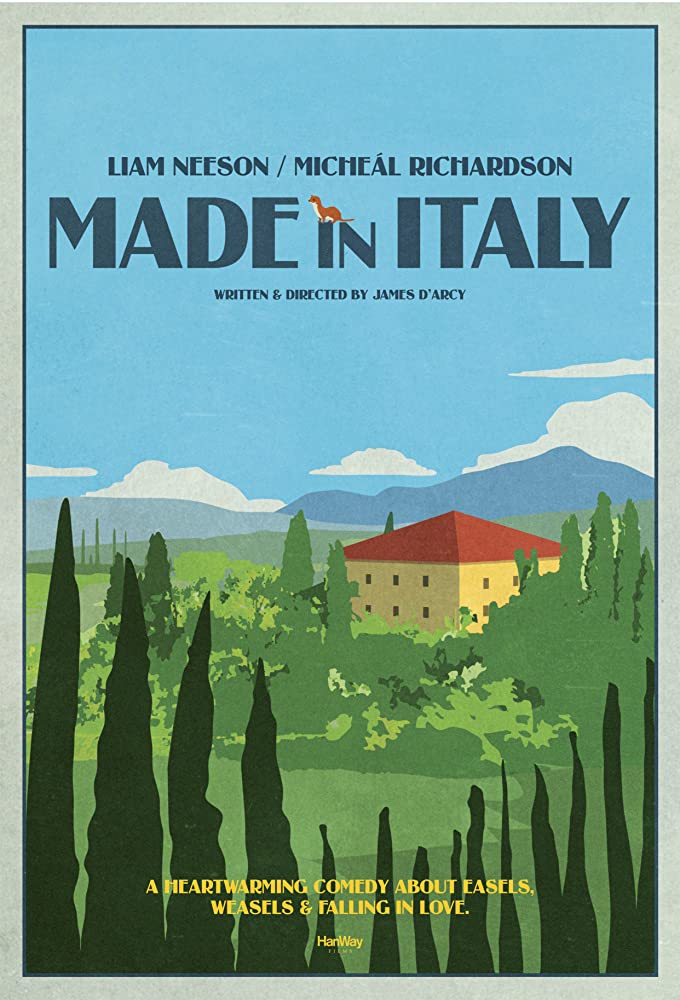 LIAM NEESON / MICHEÁL RICHARDSON
MADE IN ITALY
WRITTEN & DIRECTED BY JAMES D'ARCY
A HEARTWARMING COMEDY ABOUT EASELS,
WEASELS & FALLING IN LOVE.
HanWay
FILMS